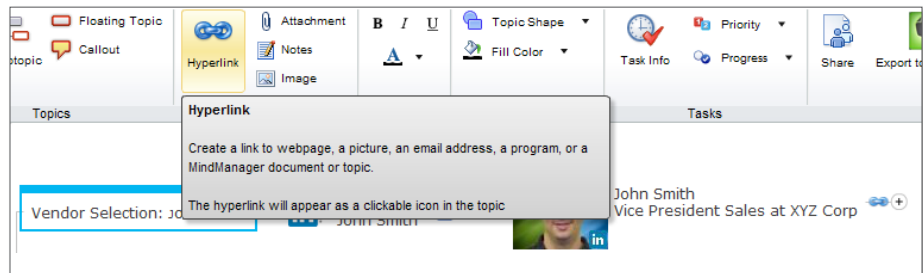 Floating Topic
Attachment
B I U
Topic Shape
Priority
Callout
Notes
A
Fill Color
Progress
Hyperlink
Image
Task Info
Share
Topics
Tasks
Hyperlink
Create a link to webpage, a picture, an email address, a program, or a
MindManager document or topic.
The hyperlink will appear as a clickable icon in the topic
Vendor Selection:
John Smith
John Smith
Vice President Sales at XYZ Corp
in